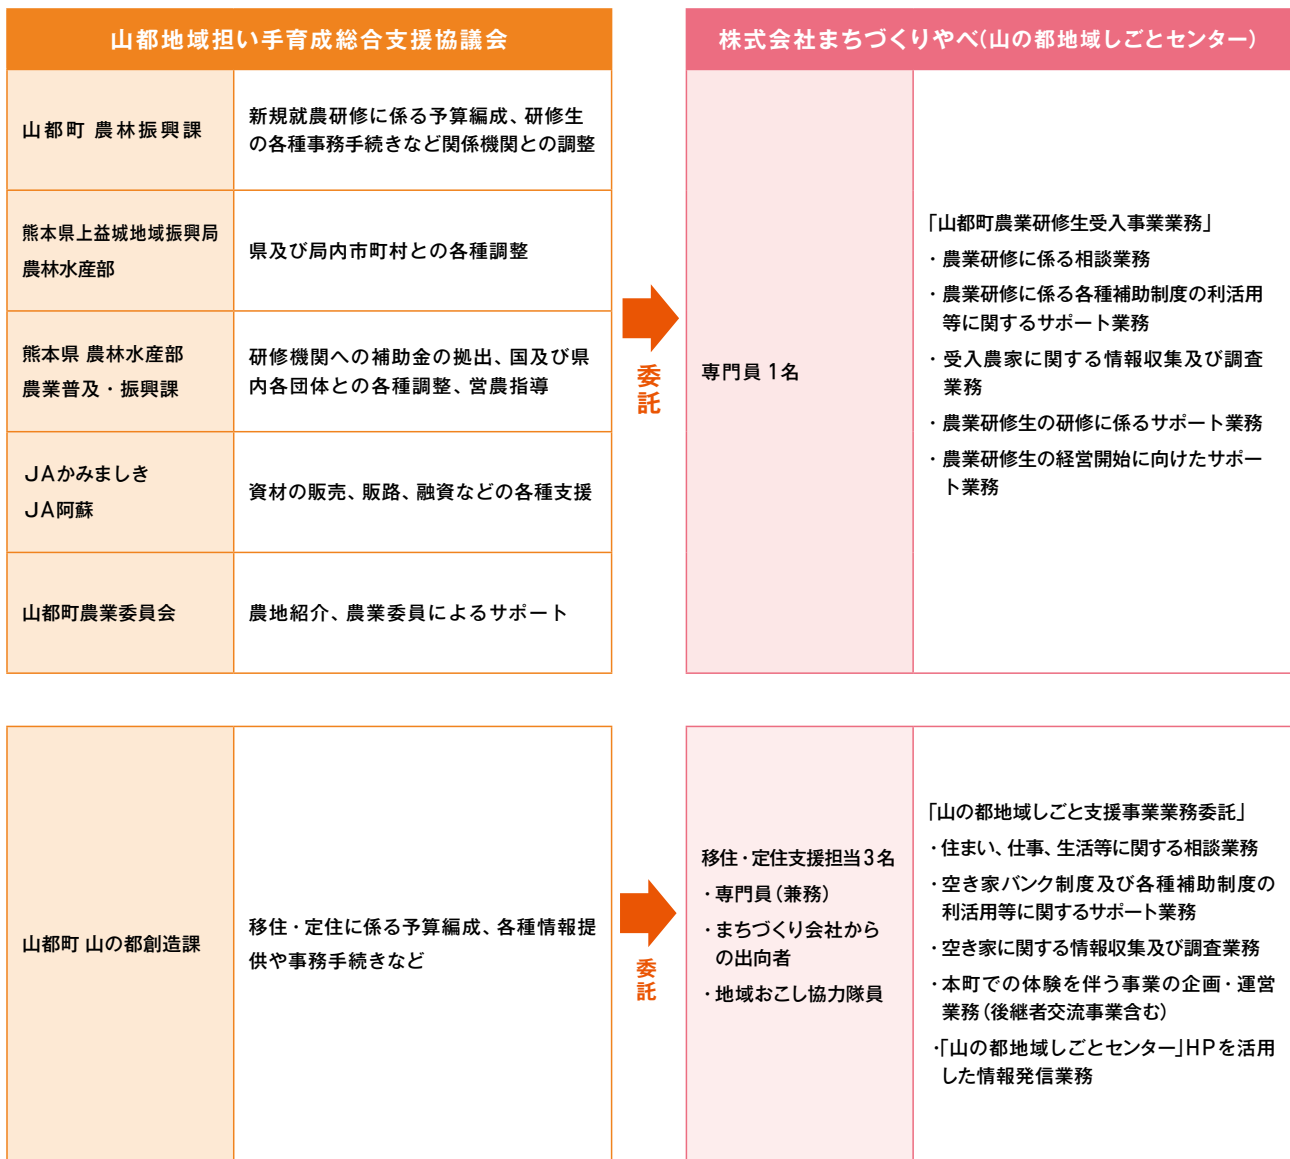 山都地域担い手育成総合支援協議会
山都町 農林振興課
新規就農研修に係る予算編成、研修生
の各種事務手続きなど関係機関との調整
熊本県上益城地域振興局
農林水産部
県及び局内市町村との各種調整
熊本県 農林水産部
農業普及・振興課
研修機関への補助金の拠出、国及び県
内各団体との各種調整、営農指導
JAかみましき
JA阿蘇
資材の販売、販路、融資などの各種支援
山都町農業委員会
農地紹介、農業委員によるサポート
委託
株式会社まちづくりやべ(山の都地域しごとセンター)
専門員 1名
「山都町農業研修生受入事業業務」
・農業研修に係る相談業務
・農業研修に係る各種補助制度の利活用
等に関するサポート業務
・受入農家に関する情報収集及び調査
業務
・農業研修生の研修に係るサポート業務
・農業研修生の経営開始に向けたサポー
ト業務
山都町 山の都創造課
移住・定住に係る予算編成、各種情報提
供や事務手続きなど
委託
移住・定住支援担当3名
・専門員(兼務)
・まちづくり会社から
の出向者
・地域おこし協力隊員
「山の都地域しごと支援事業業務委託」
・住まい、仕事、生活等に関する相談業務
・空き家バンク制度及び各種補助制度の
利活用等に関するサポート業務
・空き家に関する情報収集及び調査業務
・本町での体験を伴う事業の企画・運営
業務(後継者交流事業含む)
・「山の都地域しごとセンター」HPを活用
した情報発信業務